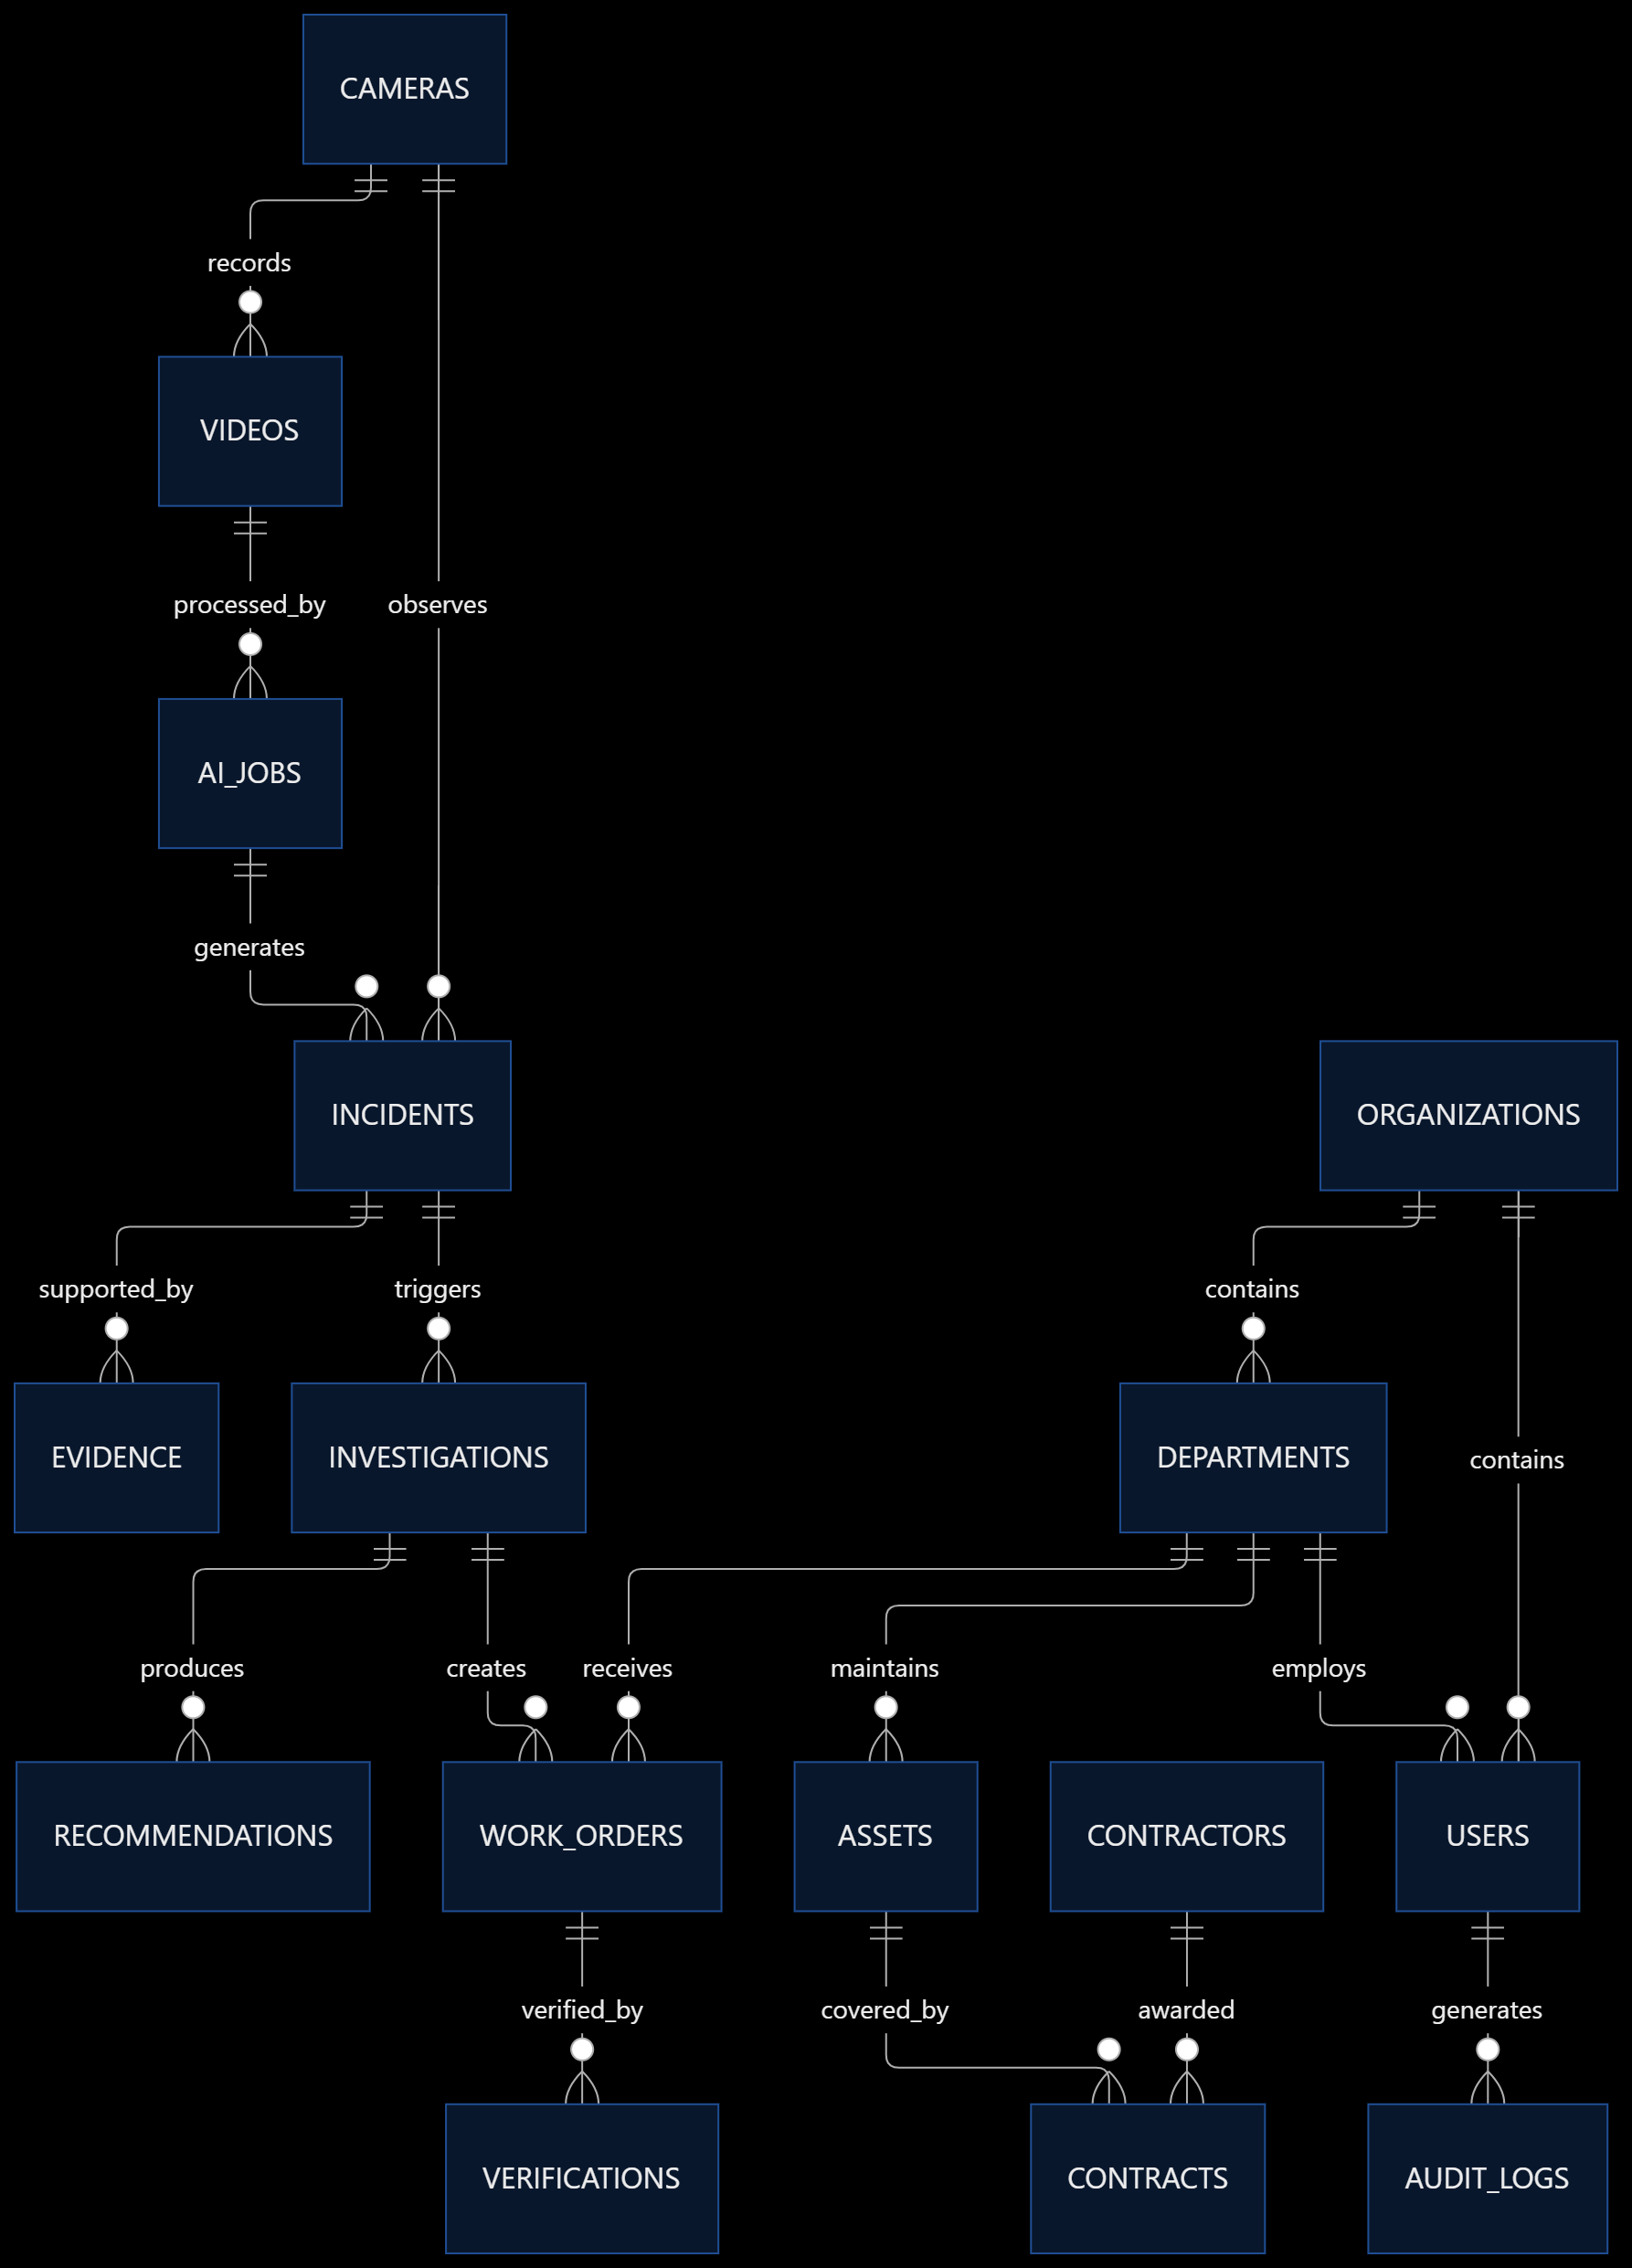 CAMERAS
records
VIDEOS
processed_by
observes
AI_JOBS
generates
INCIDENTS
ORGANIZATIONS
supported_by
triggers
contains
EVIDENCE
INVESTIGATIONS
DEPARTMENTS
contains
produces
creates
receives
maintains
employs
RECOMMENDATIONS
WORK_ORDERS
ASSETS
CONTRACTORS
USERS
verified_by
covered_by
awarded
generates
VERIFICATIONS
CONTRACTS
AUDIT_LOGS